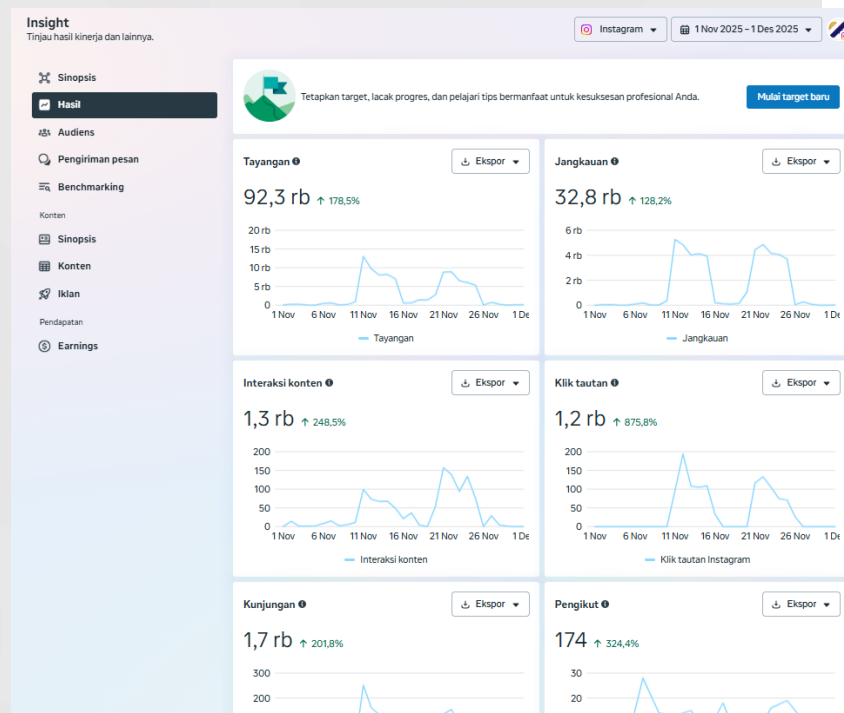 Insight
Tinjau hasil kinerja dan lainnya.
Instagram
1 Nov 2025 – 1 Des 2025
Sinopsis
Hasil
Audiens
Pengiriman pesan
Benchmarking
Konten
Sinopsis
Konten
Iklan
Pendapatan
Earnings
Tetapkan target, lacak progres, dan pelajari tips bermanfaat untuk kesuksesan profesional Anda.
Mulai target baru
Tayangan
Ekspor
92,3 rb ↑ 178,5%
20 rb
15 rb
10 rb
5 rb
0
1 Nov 6 Nov 11 Nov 16 Nov 21 Nov 26 Nov 1 De
Tayangan
Jangkauan
Ekspor
32,8 rb ↑ 128,2%
6 rb
4 rb
2 rb
0
1 Nov 6 Nov 11 Nov 16 Nov 21 Nov 26 Nov 1 De
Jangkauan
Interaksi konten
Ekspor
1,3 rb ↑ 248,5%
200
150
100
50
0
1 Nov 6 Nov 11 Nov 16 Nov 21 Nov 26 Nov 1 De
Interaksi konten
Klik tautan
Ekspor
1,2 rb ↑ 875,8%
200
150
100
50
0
1 Nov 6 Nov 11 Nov 16 Nov 21 Nov 26 Nov 1 De
Klik tautan Instagram
Kunjungan
Ekspor
1,7 rb ↑ 201,8%
300
200
Pengikut
Ekspor
174 ↑ 324,4%
30
20